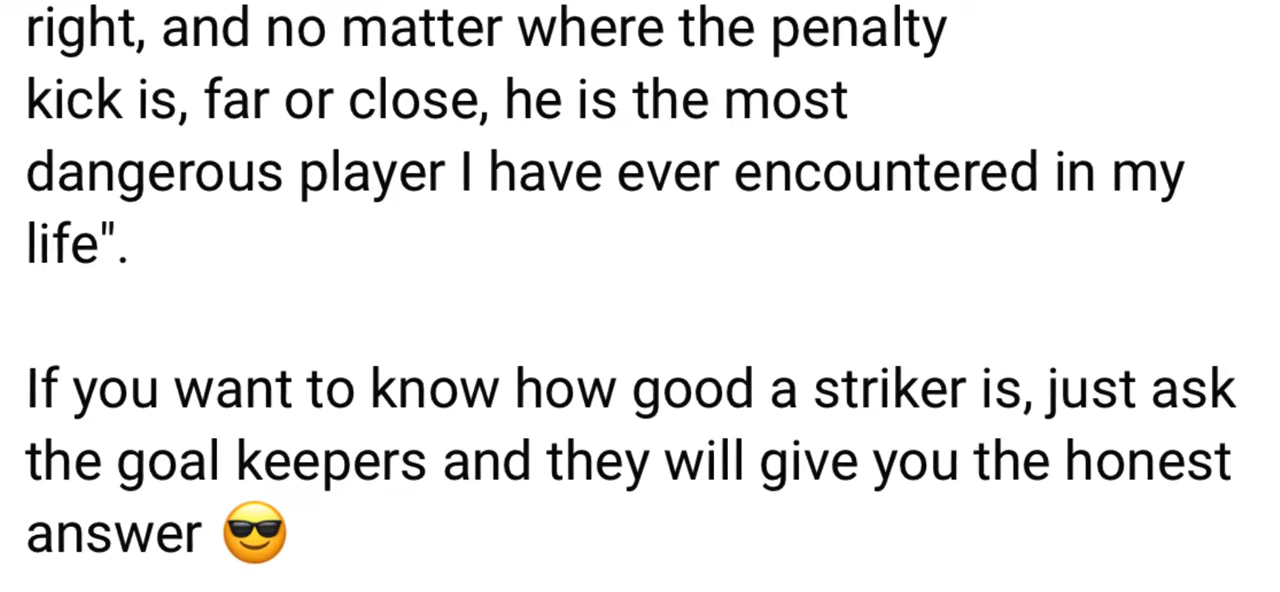 right, and no matter where the penalty
kick is, far or close, he is the most
dangerous player I have ever encountered in my
life".
If you want to know how good a striker is, just ask
the goal keepers and they will give you the honest
answer 😎